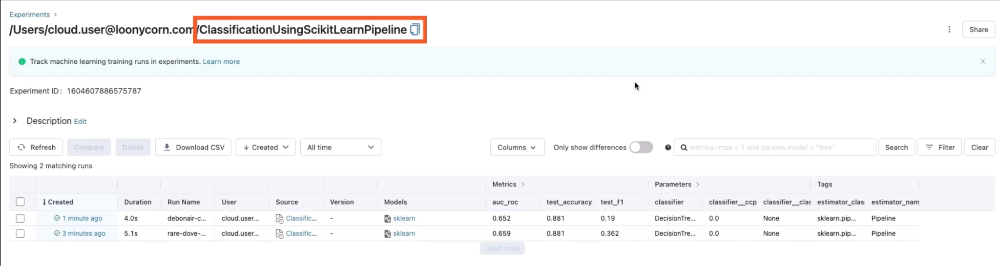 Experiments >
/Users/cloud.user@loonycorn.com/ClassificationUsingScikitLearnPipeline
Share
Track machine learning training runs in experiments. Learn more
Experiment ID: 1604607886575787
Description Edit
Refresh Compare Delete Download CSV Created All time Columns Only show differences metrics.rmse < 1 and params.model = "tree" Search Filter Clear
Showing 2 matching runs
Metrics > Parameters > Tags
Created Duration Run Name User Source Version Models auc_roc test_accuracy test_f1 classifier classifier__ccp classifier__clas estimator_clas estimator_nam
1 minute ago 4.0s debonair-c... cloud.user... Classific... - sklearn 0.652 0.881 0.19 DecisionTre... 0.0 None sklearn.pip... Pipeline
3 minutes ago 5.1s rare-dove-... cloud.user... Classific... - sklearn 0.659 0.881 0.362 DecisionTre... 0.0 None sklearn.pip... Pipeline
Load more